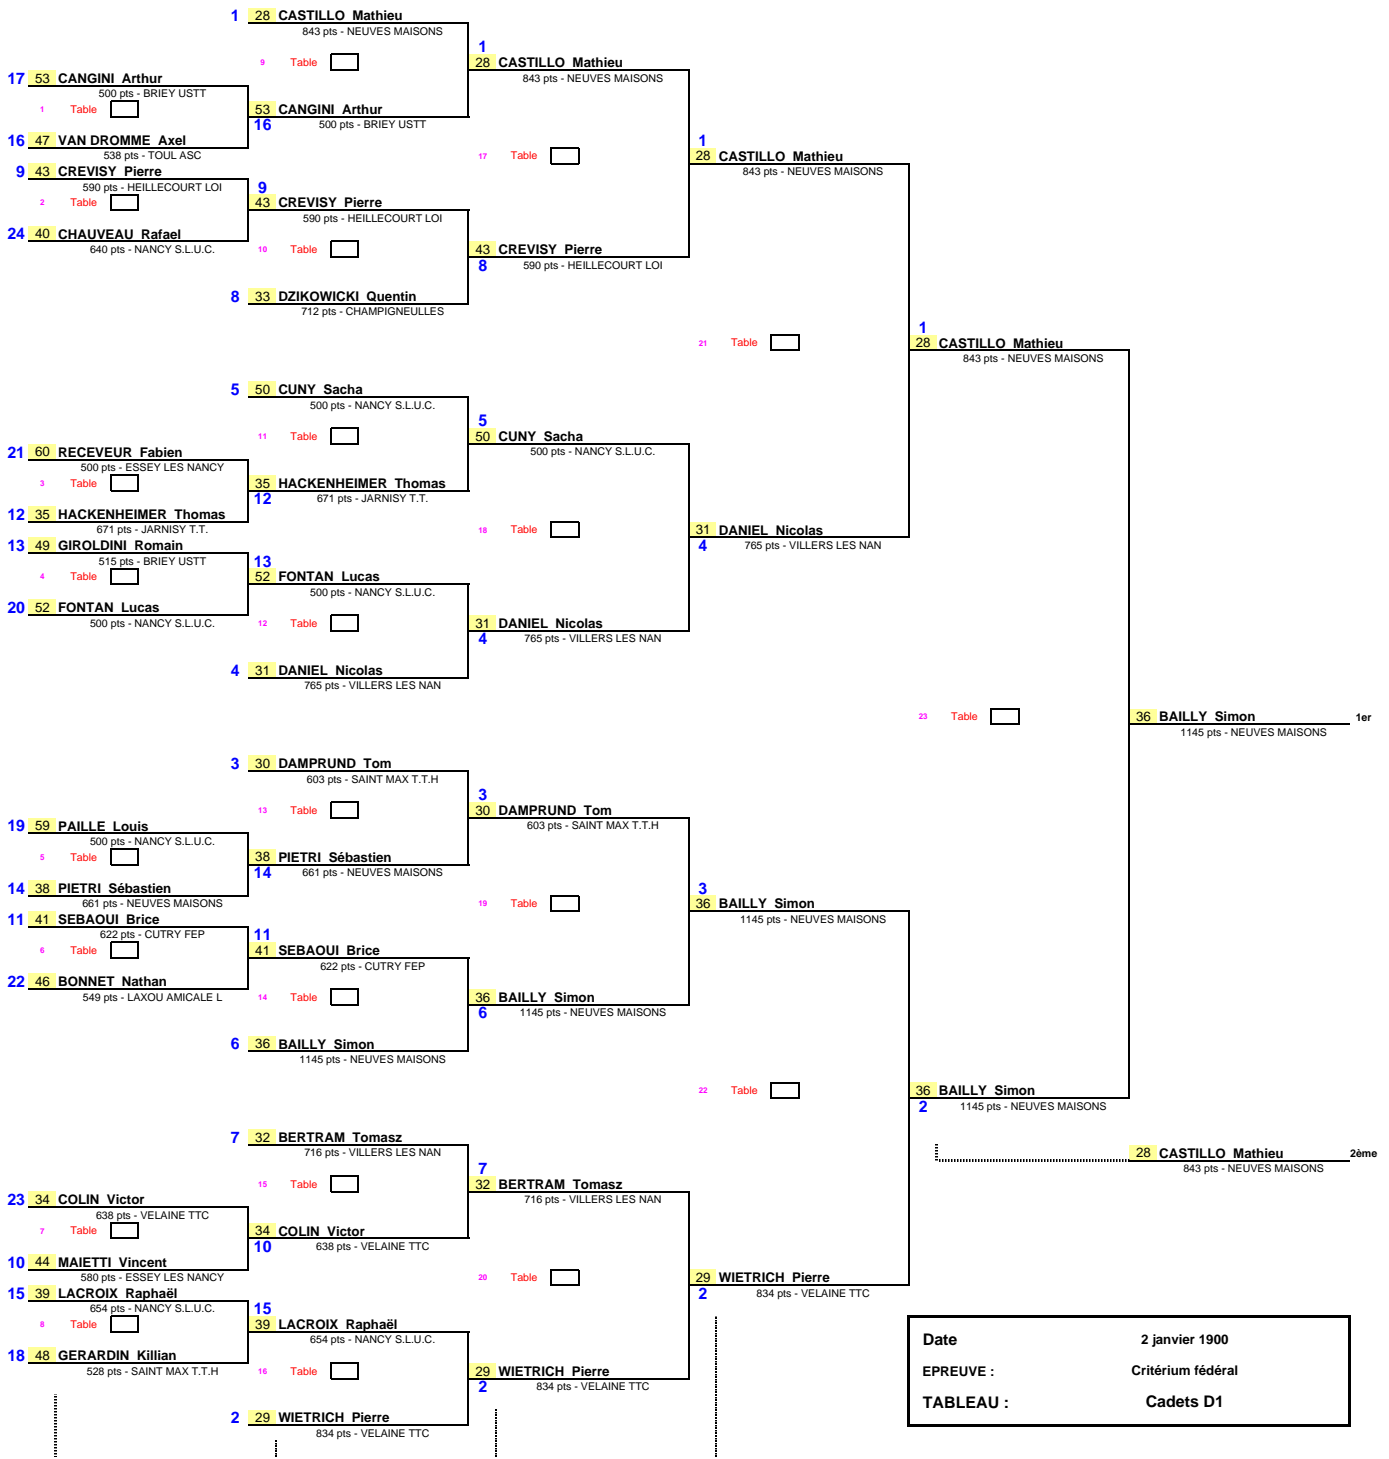 1 28 CASTILLO Mathieu
843 pts - NEUVES MAISONS
1
9 Table
28 CASTILLO Mathieu
843 pts - NEUVES MAISONS
17 53 CANGINI Arthur
500 pts - BRIEY USTT
1 Table
53 CANGINI Arthur
16
500 pts - BRIEY USTT
16 47 VAN DROMME Axel
538 pts - TOUL ASC
1
17 Table
28 CASTILLO Mathieu
843 pts - NEUVES MAISONS
9 43 CREVISY Pierre
590 pts - HEILLECOURT LOI
9
2 Table
43 CREVISY Pierre
590 pts - HEILLECOURT LOI
24 40 CHAUVEAU Rafael
640 pts - NANCY S.L.U.C.
10 Table
43 CREVISY Pierre
8
590 pts - HEILLECOURT LOI
8 33 DZIKOWICKI Quentin
712 pts - CHAMPIGNEULLES
1
21 Table
28 CASTILLO Mathieu
843 pts - NEUVES MAISONS
5 50 CUNY Sacha
500 pts - NANCY S.L.U.C.
5
11 Table
50 CUNY Sacha
500 pts - NANCY S.L.U.C.
21 60 RECEVEUR Fabien
500 pts - ESSEY LES NANCY
3 Table
35 HACKENHEIMER Thomas
12
671 pts - JARNISY T.T.
12 35 HACKENHEIMER Thomas
671 pts - JARNISY T.T.
18 Table
31 DANIEL Nicolas
4
765 pts - VILLERS LES NAN
13 49 GIROLDINI Romain
515 pts - BRIEY USTT
13
4 Table
52 FONTAN Lucas
500 pts - NANCY S.L.U.C.
20 52 FONTAN Lucas
500 pts - NANCY S.L.U.C.
12 Table
31 DANIEL Nicolas
4
765 pts - VILLERS LES NAN
4 31 DANIEL Nicolas
765 pts - VILLERS LES NAN
23 Table
36 BAILLY Simon 1er
1145 pts - NEUVES MAISONS
3 30 DAMPRUND Tom
603 pts - SAINT MAX T.T.H
3
13 Table
30 DAMPRUND Tom
603 pts - SAINT MAX T.T.H
19 59 PAILLE Louis
500 pts - NANCY S.L.U.C.
5 Table
38 PIETRI Sébastien
14
661 pts - NEUVES MAISONS
14 38 PIETRI Sébastien
661 pts - NEUVES MAISONS
3
19 Table
36 BAILLY Simon
1145 pts - NEUVES MAISONS
11 41 SEBAOUI Brice
622 pts - CUTRY FEP
11
6 Table
41 SEBAOUI Brice
622 pts - CUTRY FEP
22 46 BONNET Nathan
549 pts - LAXOU AMICALE L
14 Table
36 BAILLY Simon
6
1145 pts - NEUVES MAISONS
6 36 BAILLY Simon
1145 pts - NEUVES MAISONS
22 Table
36 BAILLY Simon
2
1145 pts - NEUVES MAISONS
7 32 BERTRAM Tomasz
716 pts - VILLERS LES NAN
28 CASTILLO Mathieu 2ème
843 pts - NEUVES MAISONS
7
15 Table
32 BERTRAM Tomasz
716 pts - VILLERS LES NAN
23 34 COLIN Victor
638 pts - VELAINE TTC
7 Table
34 COLIN Victor
10
638 pts - VELAINE TTC
10 44 MAIETTI Vincent
580 pts - ESSEY LES NANCY
20 Table
29 WIETRICH Pierre
2
834 pts - VELAINE TTC
15 39 LACROIX Raphaël
654 pts - NANCY S.L.U.C.
15
8 Table
39 LACROIX Raphaël
654 pts - NANCY S.L.U.C.
18 48 GERARDIN Killian
528 pts - SAINT MAX T.T.H
16 Table
29 WIETRICH Pierre
2
834 pts - VELAINE TTC
2 29 WIETRICH Pierre
834 pts - VELAINE TTC
Date 2 janvier 1900
EPREUVE : Critérium fédéral
TABLEAU : Cadets D1